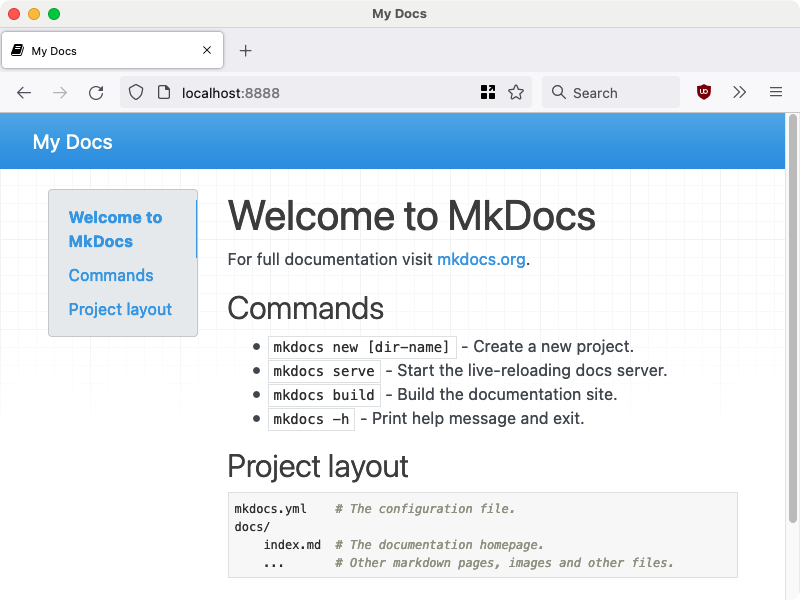 My Docs
My Docs
localhost:8888
Search
My Docs
Welcome to
MkDocs
Commands
Project layout
Welcome to MkDocs
For full documentation visit mkdocs.org.
Commands
mkdocs new [dir-name] - Create a new project.
mkdocs serve - Start the live-reloading docs server.
mkdocs build - Build the documentation site.
mkdocs -h - Print help message and exit.
Project layout
mkdocs.yml    # The configuration file.
docs/
    index.md  # The documentation homepage.
    ...       # Other markdown pages, images and other files.